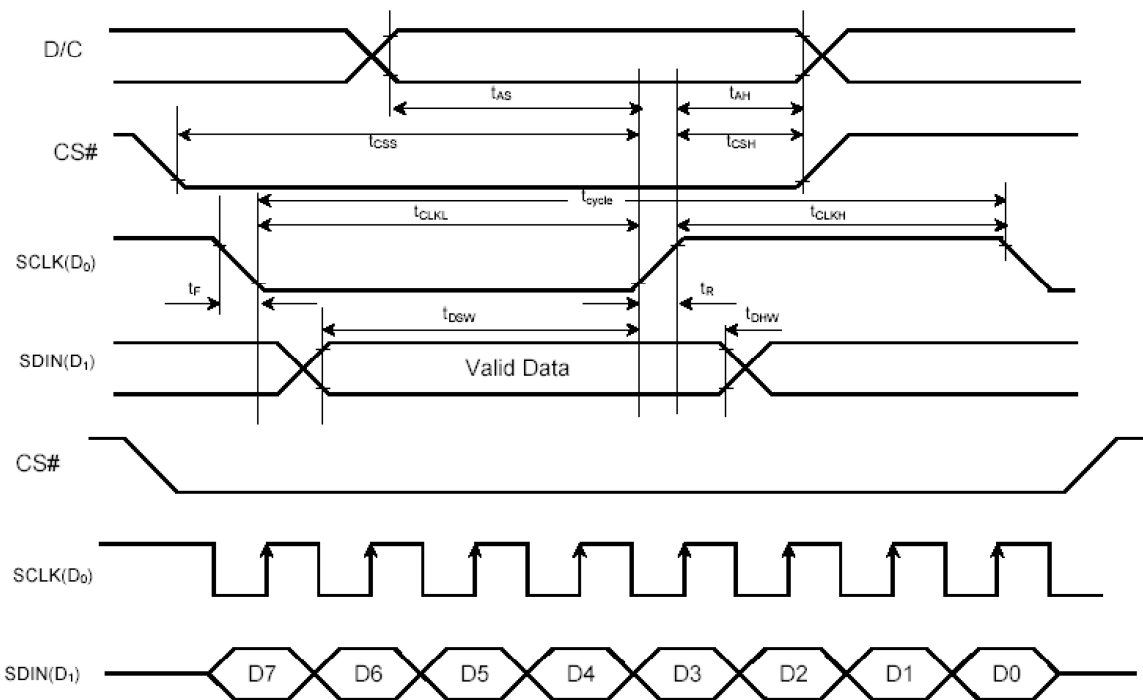 D/C
tAS
tAH
CS#
tCSS
tCSH
tcycle
tCLKL
tCLKH
SCLK(D0)
tF
tR
tDSW
tDHW
SDIN(D1)
Valid Data
CS#
SCLK(D0)
SDIN(D1)
D7 D6 D5 D4 D3 D2 D1 D0